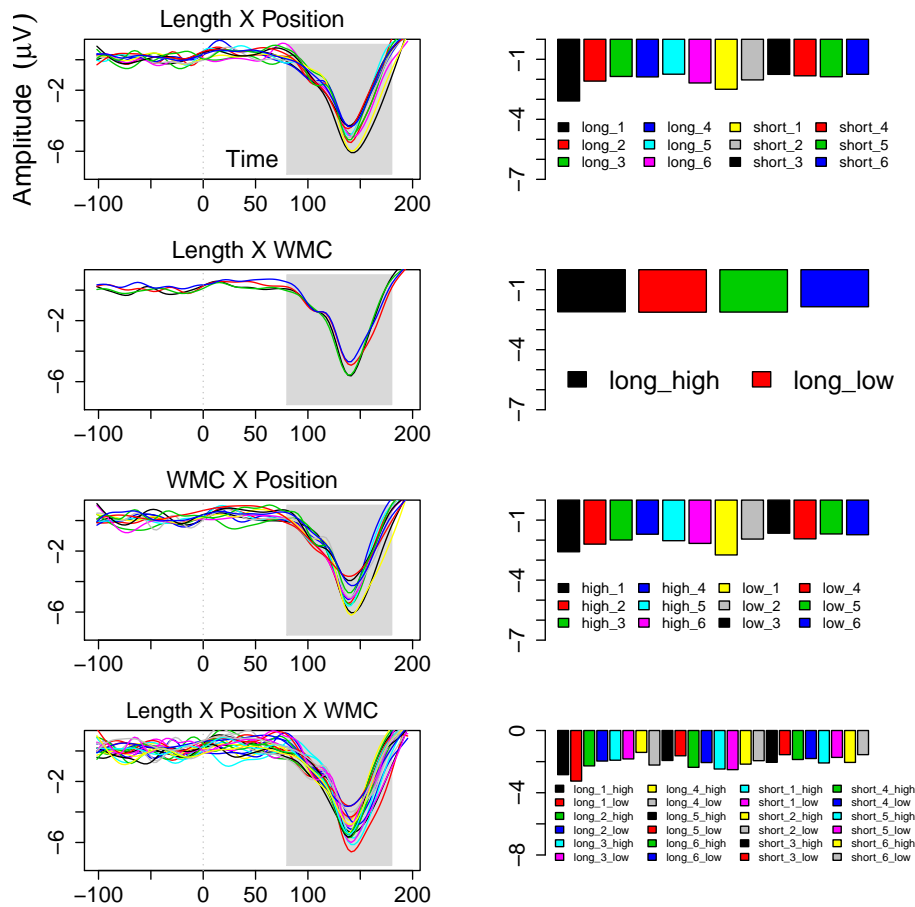 Length X Position
Amplitude (μV)
-2
-6
Time
-100 0 50 100 200
-1
-4
-7
long_1 long_4 short_1 short_4
long_2 long_5 short_2 short_5
long_3 long_6 short_3 short_6
Length X WMC
-2
-6
-100 0 50 100 200
-1
-4
-7
long_high long_low
WMC X Position
-2
-6
-100 0 50 100 200
-1
-4
-7
high_1 high_4 low_1 low_4
high_2 high_5 low_2 low_5
high_3 high_6 low_3 low_6
Length X Position X WMC
-2
-6
-100 0 50 100 200
0
-4
-8
long_1_high long_4_high short_1_high short_4_high
long_1_low long_4_low short_1_low short_4_low
long_2_high long_5_high short_2_high short_5_high
long_2_low long_5_low short_2_low short_5_low
long_3_high long_6_high short_3_high short_6_high
long_3_low long_6_low short_3_low short_6_low